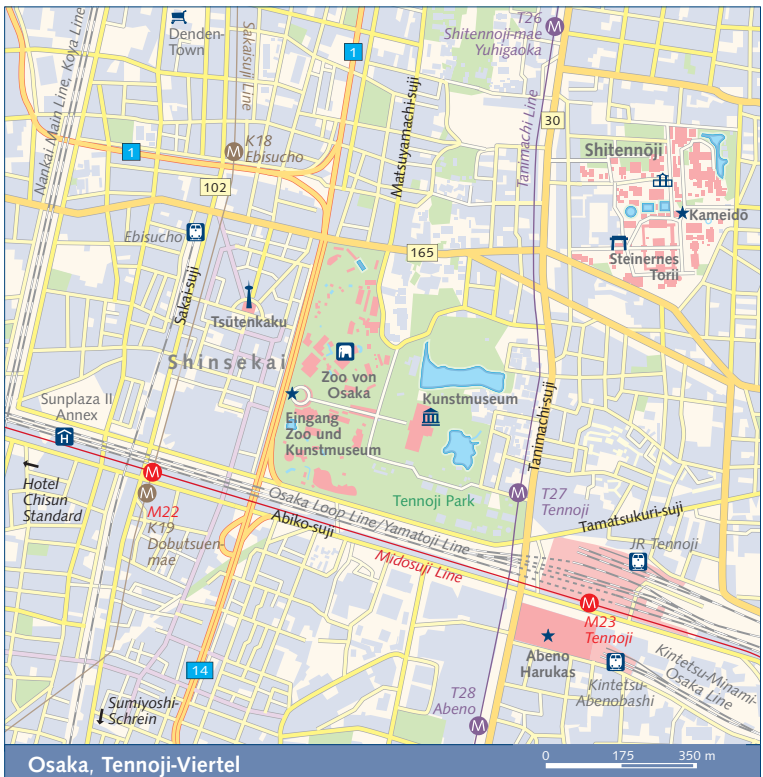 T26
Shitennoji-mae
Yuhigaoka
Denden-
Town
Sakaisuji Line
Nankai Main Line, Koya Line
1
30
Matsuyamachi-suji
Tanimachi Line
K18
Ebisucho
1
Shitennōji
102
Kameidō
Ebisucho
165
Steinernes
Torii
Sakai-suji
Tsūtenkaku
Shinsekai
Zoo von
Osaka
Kunstmuseum
Sunplaza II
Annex
Eingang
Zoo und
Kunstmuseum
Tanimachi-suji
Hotel
Chisun
Standard
M22
K19
Dobutsuen-
mae
Osaka Loop Line/Yamatoji Line
Abiko-suji
Tennoji Park
T27
Tennoji
Tamatsukuri-suji
JR Tennoji
Midosuji Line
M23
Tennoji
Abeno
Harukas
Kintetsu-Minami-
Osaka Line
Kintetsu-
Abenobashi
14
T28
Abeno
Sumiyoshi-
Schrein
Osaka, Tennoji-Viertel
0 175 350 m
M
M
M
M
M
M
H